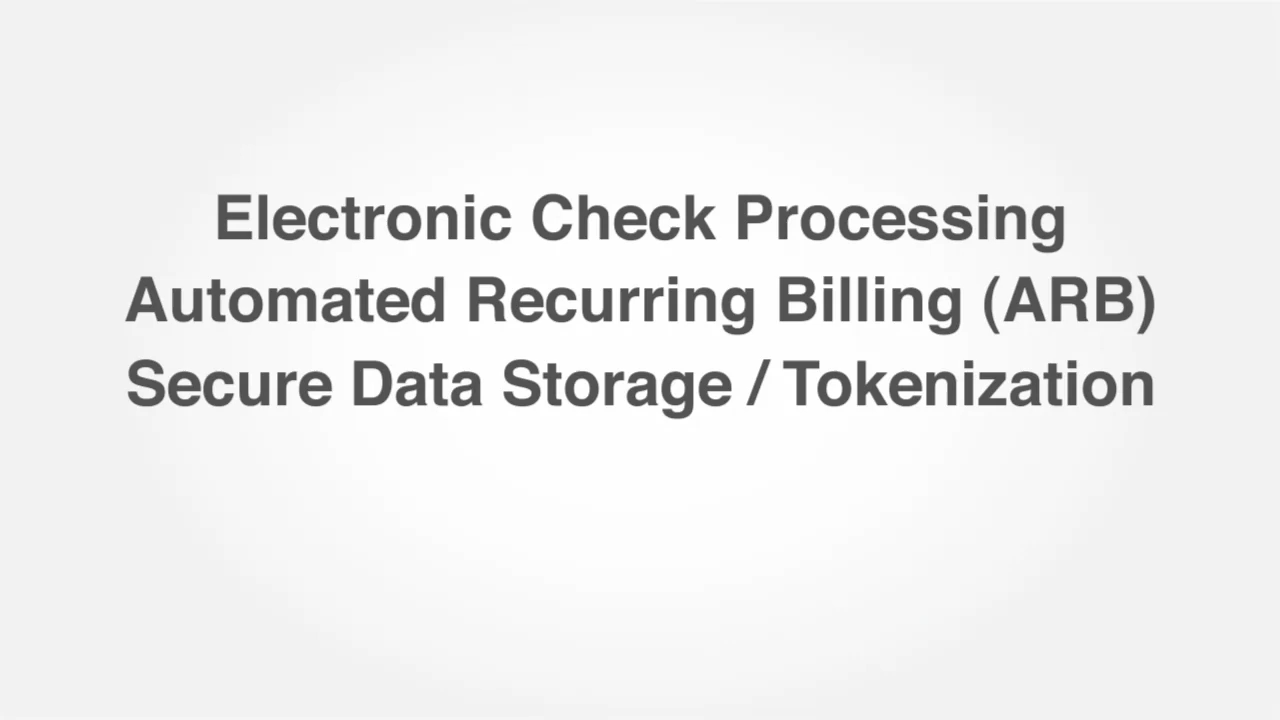 Electronic Check Processing
Automated Recurring Billing (ARB)
Secure Data Storage / Tokenization